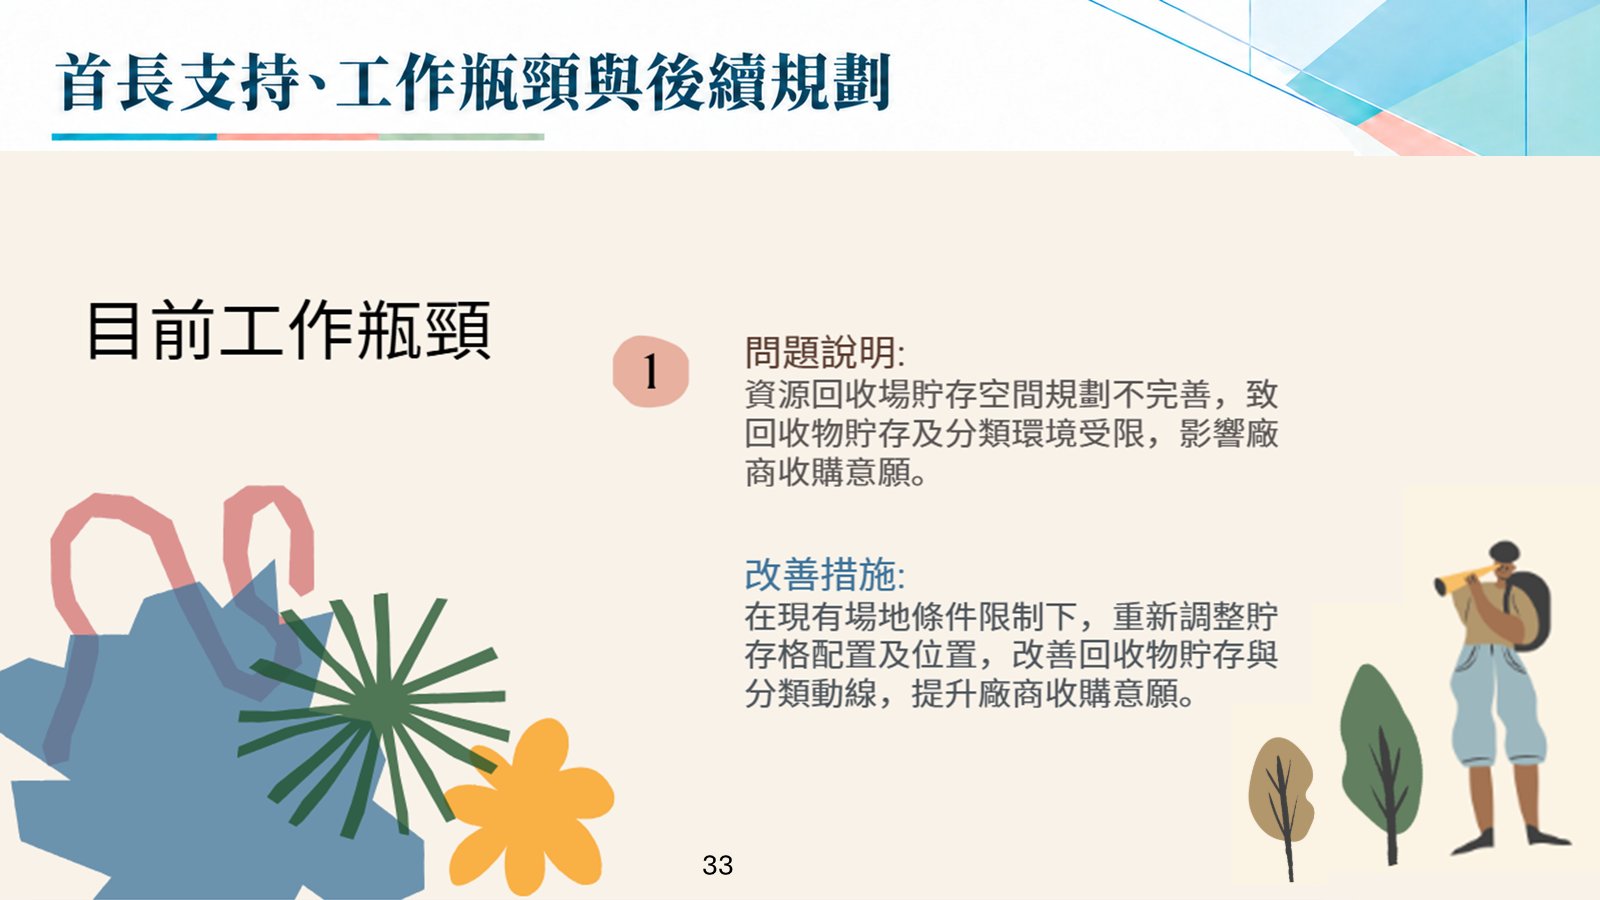 首長支持、工作瓶頸與後續規劃
目前工作瓶頸
1
問題說明:
資源回收場貯存空間規劃不完善，致
回收物貯存及分類環境受限，影響廠
商收購意願。
改善措施:
在現有場地條件限制下，重新調整貯
存格配置及位置，改善回收物貯存與
分類動線，提升廠商收購意願。
33